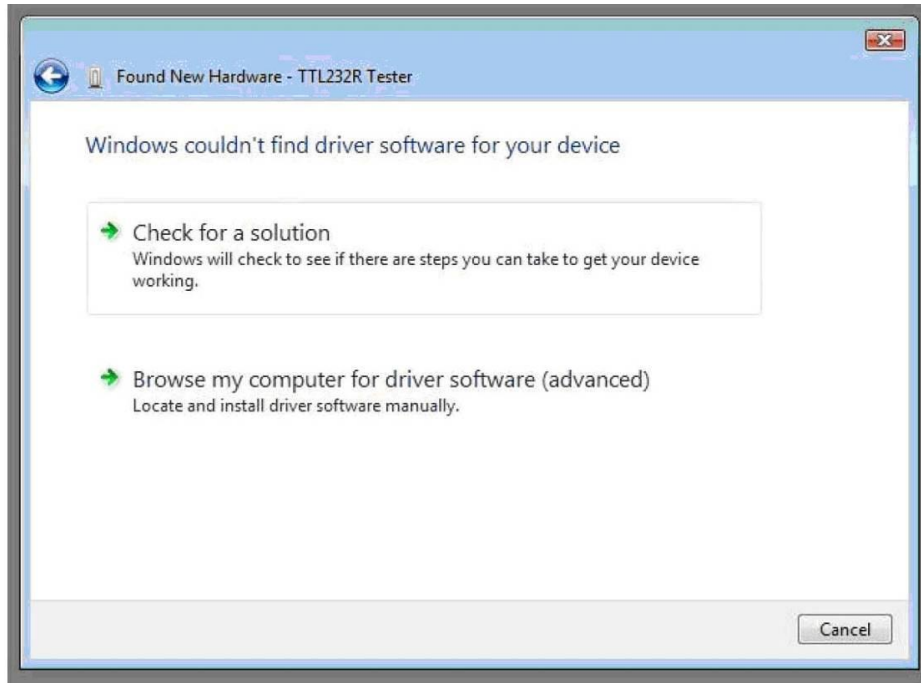 Found New Hardware - TTL232R Tester
Windows couldn't find driver software for your device
Check for a solution
Windows will check to see if there are steps you can take to get your device
working.
Browse my computer for driver software (advanced)
Locate and install driver software manually.
Cancel